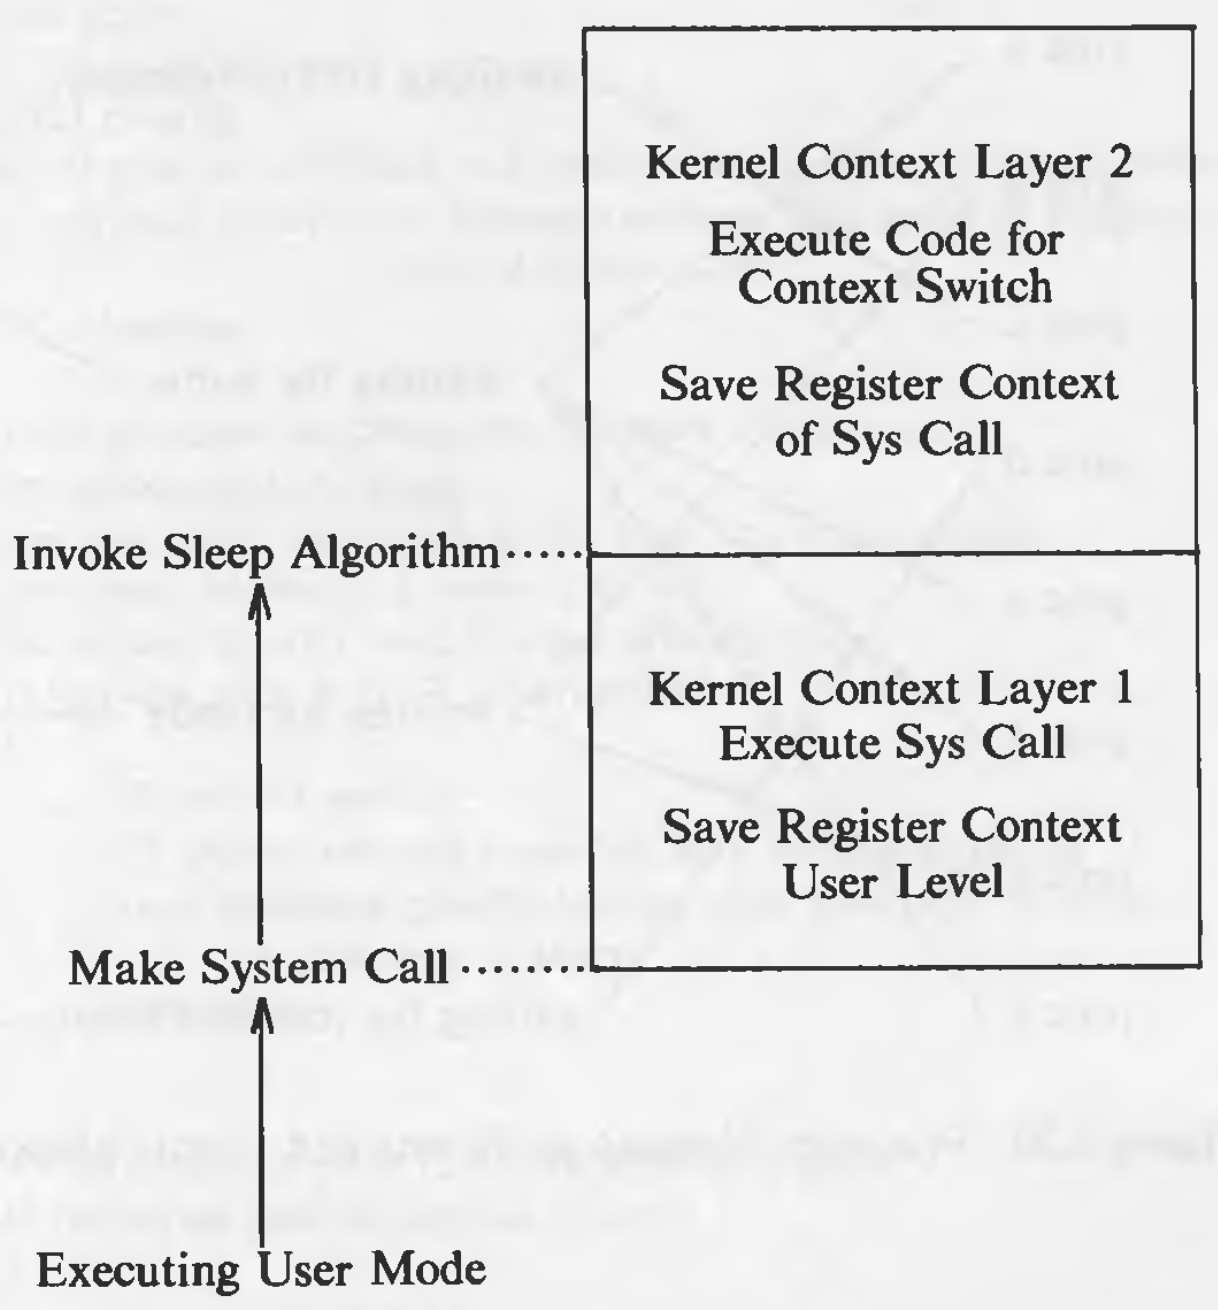 Kernel Context Layer 2
Execute Code for
Context Switch
Save Register Context
of Sys Call
Invoke Sleep Algorithm
Kernel Context Layer 1
Execute Sys Call
Save Register Context
User Level
Make System Call
Executing User Mode